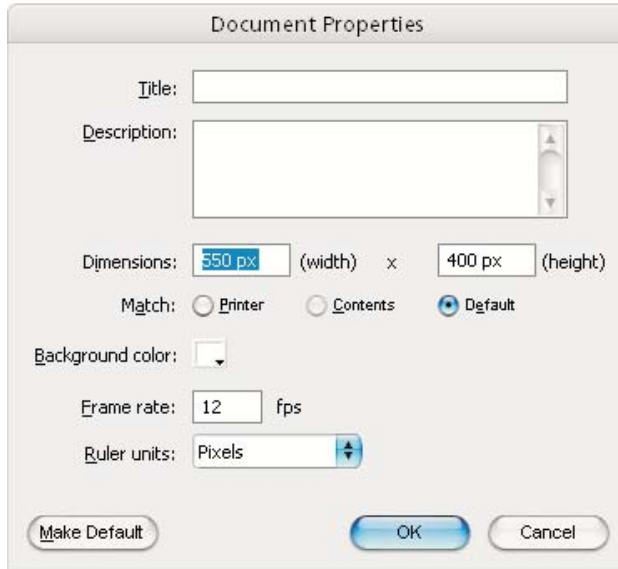 Document Properties
Title:
Description:
Dimensions: 550 px (width) x 400 px (height)
Match: Printer Contents Default
Background color:
Frame rate: 12 fps
Ruler units: Pixels
Make Default OK Cancel